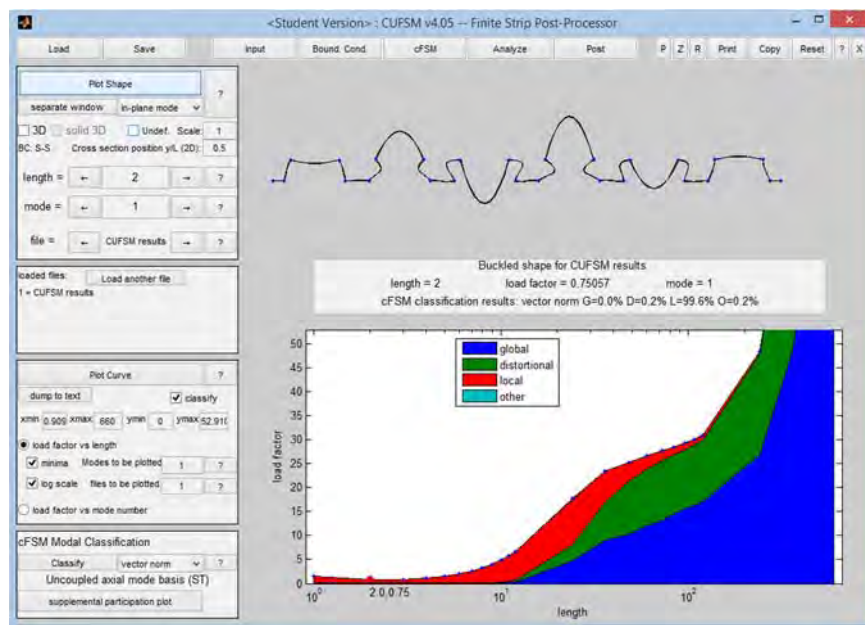 <Student Version> : CUFSM v4.05 -- Finite Strip Post-Processor
Load Save Input Bound. Cond. cFSM Analyze Post P Z R Print Copy Reset ? X
Plot Shape ?
separate window in-plane mode
3D solid 3D Undef. Scale: 1
BC: S-S Cross section position y/L (2D): 0.5
length = ← 2 → ?
mode = ← 1 → ?
file = ← CUFSM results → ?
loaded files: Load another file
1 = CUFSM results
Plot Curve ?
dump to text classify
xmin 0.909 xmax 660 ymin 0 ymax 52.910
load factor vs length
minima Modes to be plotted 1 ?
log scale files to be plotted 1 ?
load factor vs mode number
cFSM Modal Classification
Classify vector norm ?
Uncoupled axial mode basis (ST)
supplemental participation plot
Buckled shape for CUFSM results
length = 2 load factor = 0.75057 mode = 1
cFSM classification results: vector norm G=0.0% D=0.2% L=99.6% O=0.2%
global
distortional
local
other
load factor
50
45
40
35
30
25
20
15
10
5
0
10^0 2.0,0.75 10^1 10^2
length